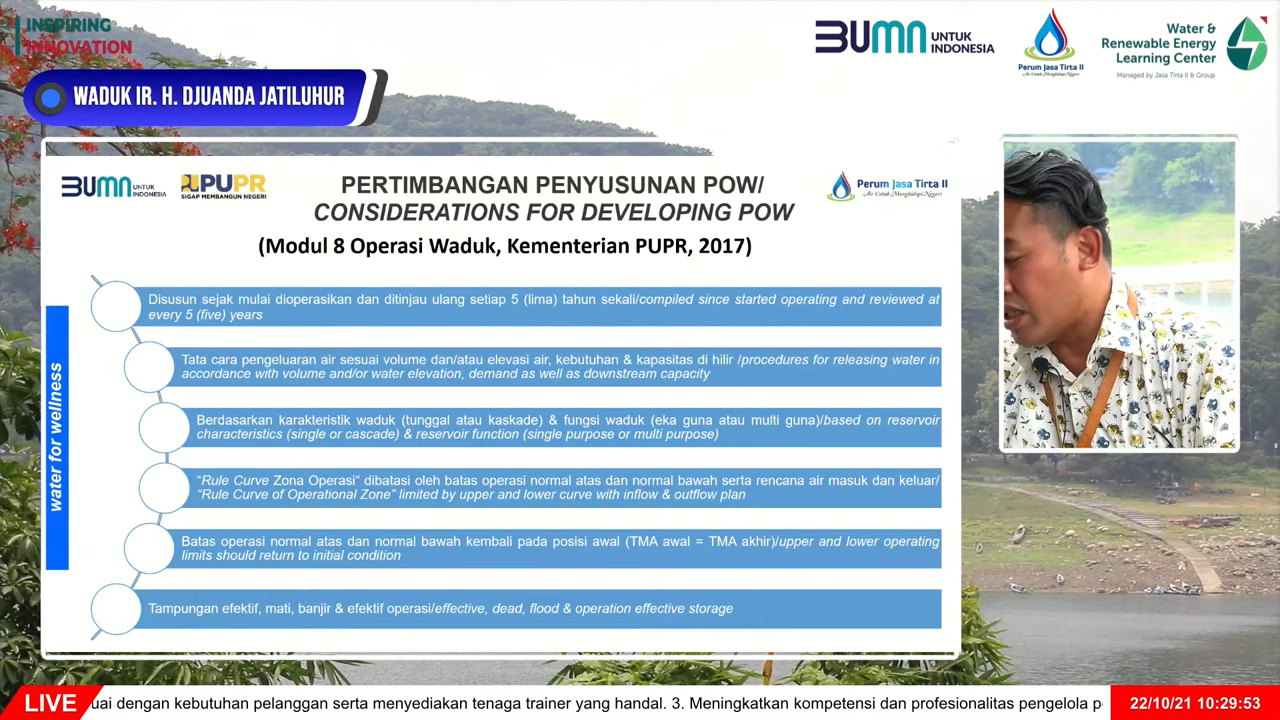 INSPIRING
INNOVATION
WADUK IR. H. DJUANDA JATILUHUR
BUMN UNTUK
INDONESIA
Perum Jasa Tirta II
Air Untuk Menghidupi Negeri
Water &
Renewable Energy
Learning Center
Managed by Jasa Tirta II & Group
BUMN UNTUK
INDONESIA
PUPR
SIGAP MEMBANGUN NEGERI
PERTIMBANGAN PENYUSUNAN POW/
CONSIDERATIONS FOR DEVELOPING POW
(Modul 8 Operasi Waduk, Kementerian PUPR, 2017)
Perum Jasa Tirta II
Air Untuk Menghidupi Negeri
water for wellness
Disusun sejak mulai dioperasikan dan ditinjau ulang setiap 5 (lima) tahun sekali/compiled since started operating and reviewed at
every 5 (five) years
Tata cara pengeluaran air sesuai volume dan/atau elevasi air, kebutuhan & kapasitas di hilir /procedures for releasing water in
accordance with volume and/or water elevation, demand as well as downstream capacity
Berdasarkan karakteristik waduk (tunggal atau kaskade) & fungsi waduk (eka guna atau multi guna)/based on reservoir
characteristics (single or cascade) & reservoir function (single purpose or multi purpose)
"Rule Curve Zona Operasi" dibatasi oleh batas operasi normal atas dan normal bawah serta rencana air masuk dan keluar/
"Rule Curve of Operational Zone" limited by upper and lower curve with inflow & outflow plan
Batas operasi normal atas dan normal bawah kembali pada posisi awal (TMA awal = TMA akhir)/upper and lower operating
limits should return to initial condition
Tampungan efektif, mati, banjir & efektif operasi/effective, dead, flood & operation effective storage
LIVE
uai dengan kebutuhan pelanggan serta menyediakan tenaga trainer yang handal. 3. Meningkatkan kompetensi dan profesionalitas pengelola p
22/10/21 10:29:53